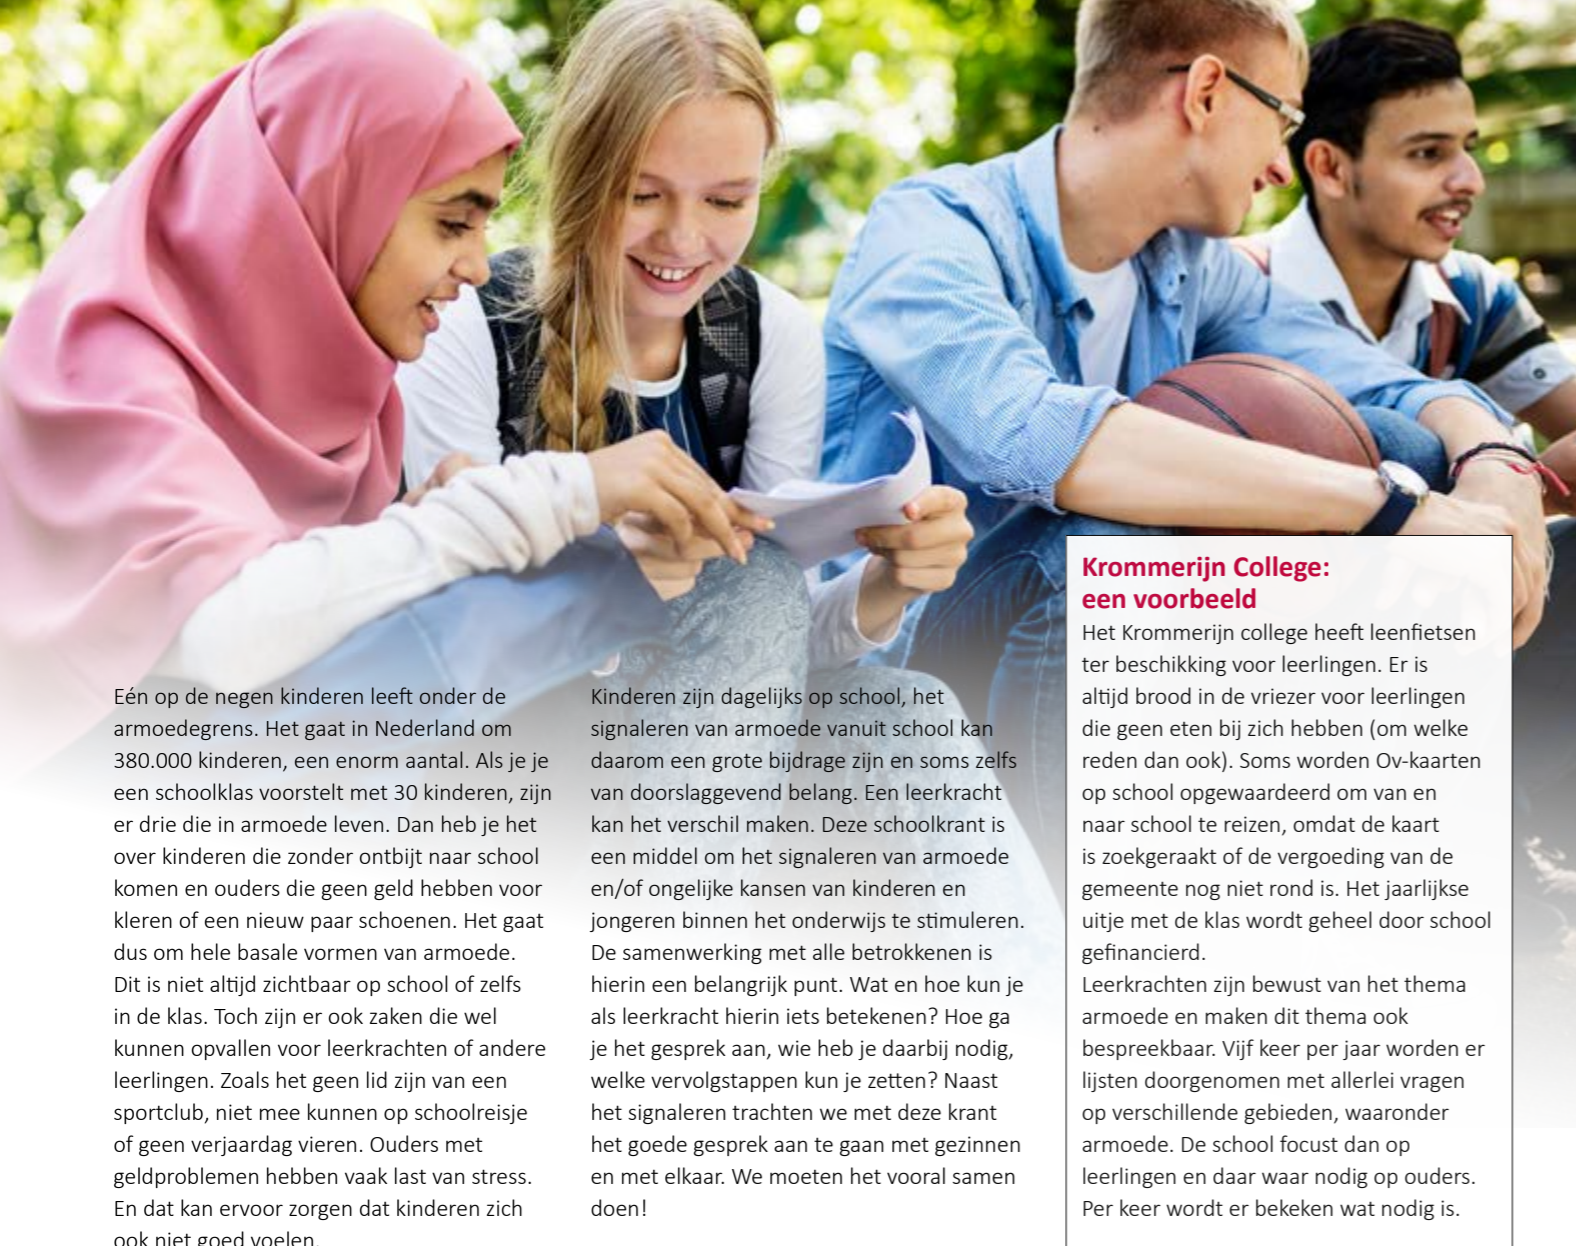 Eén op de negen kinderen leeft onder de
armoedegrens. Het gaat in Nederland om
380.000 kinderen, een enorm aantal. Als je je
een schoolklas voorstelt met 30 kinderen, zijn
er drie die in armoede leven. Dan heb je het
over kinderen die zonder ontbijt naar school
komen en ouders die geen geld hebben voor
kleren of een nieuw paar schoenen. Het gaat
dus om hele basale vormen van armoede.
Dit is niet altijd zichtbaar op school of zelfs
in de klas. Toch zijn er ook zaken die wel
kunnen opvallen voor leerkrachten of andere
leerlingen. Zoals het geen lid zijn van een
sportclub, niet mee kunnen op schoolreisje
of geen verjaardag vieren. Ouders met
geldproblemen hebben vaak last van stress.
En dat kan ervoor zorgen dat kinderen zich
ook niet goed voelen.
Kinderen zijn dagelijks op school, het
signaleren van armoede vanuit school kan
daarom een grote bijdrage zijn en soms zelfs
van doorslaggevend belang. Een leerkracht
kan het verschil maken. Deze schoolkrant is
een middel om het signaleren van armoede
en/of ongelijke kansen van kinderen en
jongeren binnen het onderwijs te stimuleren.
De samenwerking met alle betrokkenen is
hierin een belangrijk punt. Wat en hoe kun je
als leerkracht hierin iets betekenen? Hoe ga
je het gesprek aan, wie heb je daarbij nodig,
welke vervolgstappen kun je zetten? Naast
het signaleren trachten we met deze krant
het goede gesprek aan te gaan met gezinnen
en met elkaar. We moeten het vooral samen
doen!
Krommerijn College:
een voorbeeld
Het Krommerijn college heeft leenfietsen
ter beschikking voor leerlingen. Er is
altijd brood in de vriezer voor leerlingen
die geen eten bij zich hebben (om welke
reden dan ook). Soms worden Ov-kaarten
op school opgewaardeerd om van en
naar school te reizen, omdat de kaart
is zoekgeraakt of de vergoeding van de
gemeente nog niet rond is. Het jaarlijkse
uitje met de klas wordt geheel door school
gefinancierd.
Leerkrachten zijn bewust van het thema
armoede en maken dit thema ook
bespreekbaar. Vijf keer per jaar worden er
lijsten doorgenomen met allerlei vragen
op verschillende gebieden, waaronder
armoede. De school focust dan op
leerlingen en daar waar nodig op ouders.
Per keer wordt er bekeken wat nodig is.